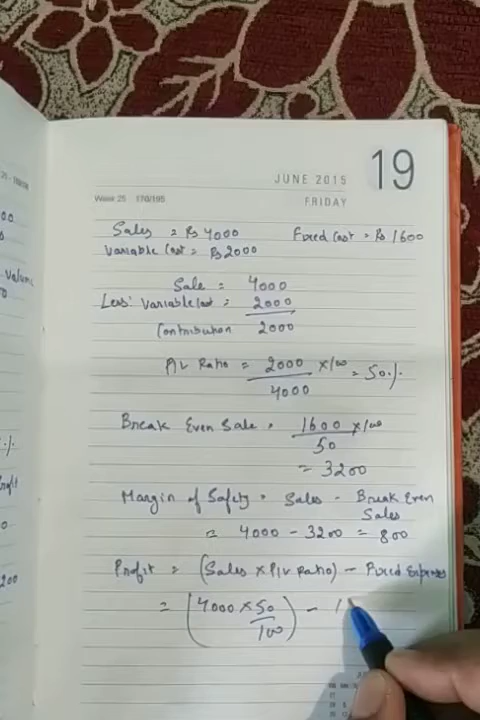 JUNE 2015 19
Week 25 170/195 FRIDAY
Sales = Rs 4000 Fixed Cost = Rs 1600
Variable Cost = Rs 2000
Sale = 4000
Less: Variable Cost = 2000
Contribution 2000
P/V Ratio = 2000/4000 × 100 = 50%
Break Even Sale = 1600/50 × 100
= 3200
Margin of Safety = Sales - Break Even Sales
= 4000 - 3200 = 800
Profit = (Sales × P/V Ratio) - Fixed Expenses
= (4000 × 50/100) - 1